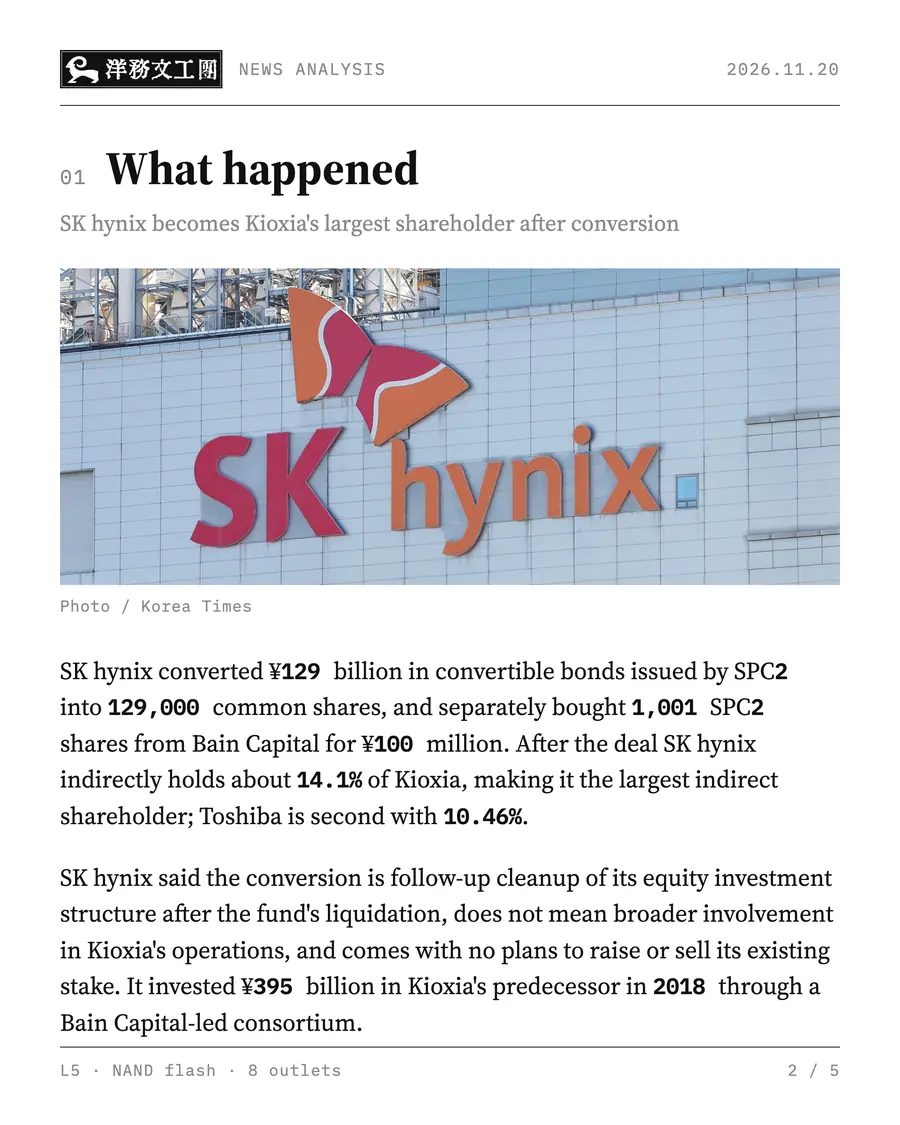 洋務文工團 NEWS ANALYSIS 2026.11.20
01 What happened
SK hynix becomes Kioxia's largest shareholder after conversion
SK hynix
Photo / Korea Times
SK hynix converted ¥129 billion in convertible bonds issued by SPC2
into 129,000 common shares, and separately bought 1,001 SPC2
shares from Bain Capital for ¥100 million. After the deal SK hynix
indirectly holds about 14.1% of Kioxia, making it the largest indirect
shareholder; Toshiba is second with 10.46%.
SK hynix said the conversion is follow-up cleanup of its equity investment
structure after the fund's liquidation, does not mean broader involvement
in Kioxia's operations, and comes with no plans to raise or sell its existing
stake. It invested ¥395 billion in Kioxia's predecessor in 2018 through a
Bain Capital-led consortium.
L5 · NAND flash · 8 outlets 2 / 5